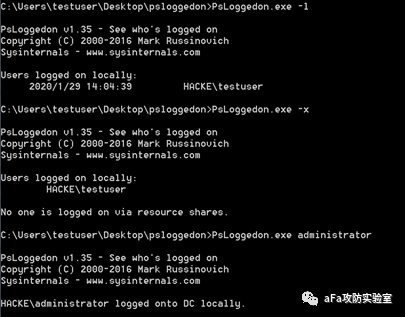 C:\Users\testuser\Desktop\psloggedon>PsLoggedon.exe -l
PsLoggedon v1.35 - See who's logged on
Copyright (C) 2000-2016 Mark Russinovich
Sysinternals - www.sysinternals.com
Users logged on locally:
2020/1/29 14:04:39 HACKE\testuser
C:\Users\testuser\Desktop\psloggedon>PsLoggedon.exe -x
PsLoggedon v1.35 - See who's logged on
Copyright (C) 2000-2016 Mark Russinovich
Sysinternals - www.sysinternals.com
Users logged on locally:
HACKE\testuser
No one is logged on via resource shares.
C:\Users\testuser\Desktop\psloggedon>PsLoggedon.exe administrator
PsLoggedon v1.35 - See who's logged on
Copyright (C) 2000-2016 Mark Russinovich
Sysinternals - www.sysinternals.com
HACKE\administrator logged onto DC locally.
aFa攻防实验室